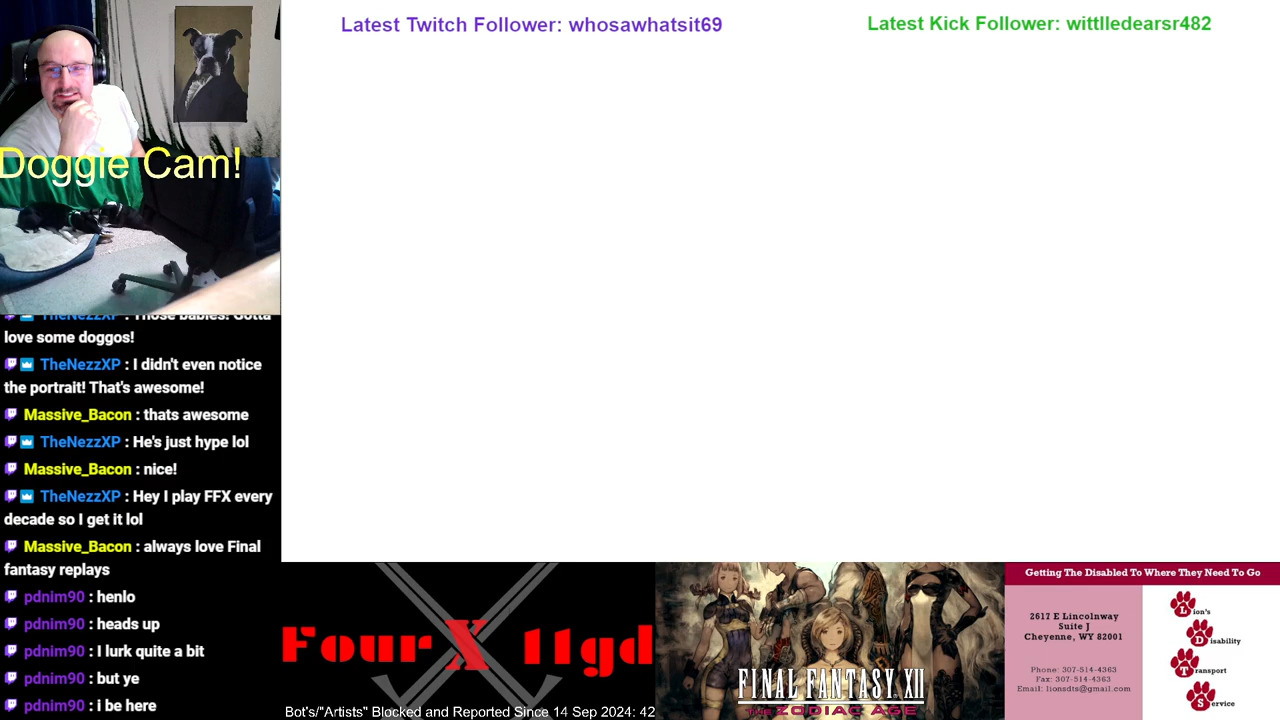 Latest Twitch Follower: whosawhatsit69
Latest Kick Follower: wittlledearsr482
Doggie Cam!
TheNezzXP : Those babies! Gotta
love some doggos!
TheNezzXP : I didn't even notice
the portrait! That's awesome!
Massive_Bacon : thats awesome
TheNezzXP : He's just hype lol
Massive_Bacon : nice!
TheNezzXP : Hey I play FFX every
decade so I get it lol
Massive_Bacon : always love Final
fantasy replays
pdnim90 : henlo
pdnim90 : heads up
pdnim90 : I lurk quite a bit
pdnim90 : but ye
pdnim90 : i be here
Four X 11gd
Bot's/"Artists" Blocked and Reported Since 14 Sep 2024: 42
FINAL FANTASY XII
THE ZODIAC AGE
Getting The Disabled To Where They Need To Go
2617 E Lincolnway
Suite J
Cheyenne, WY 82001
Phone: 307-514-4363
Fax: 307-514-4363
Email: lionsdts@gmail.com
Lion's
Disability
Transport
Service